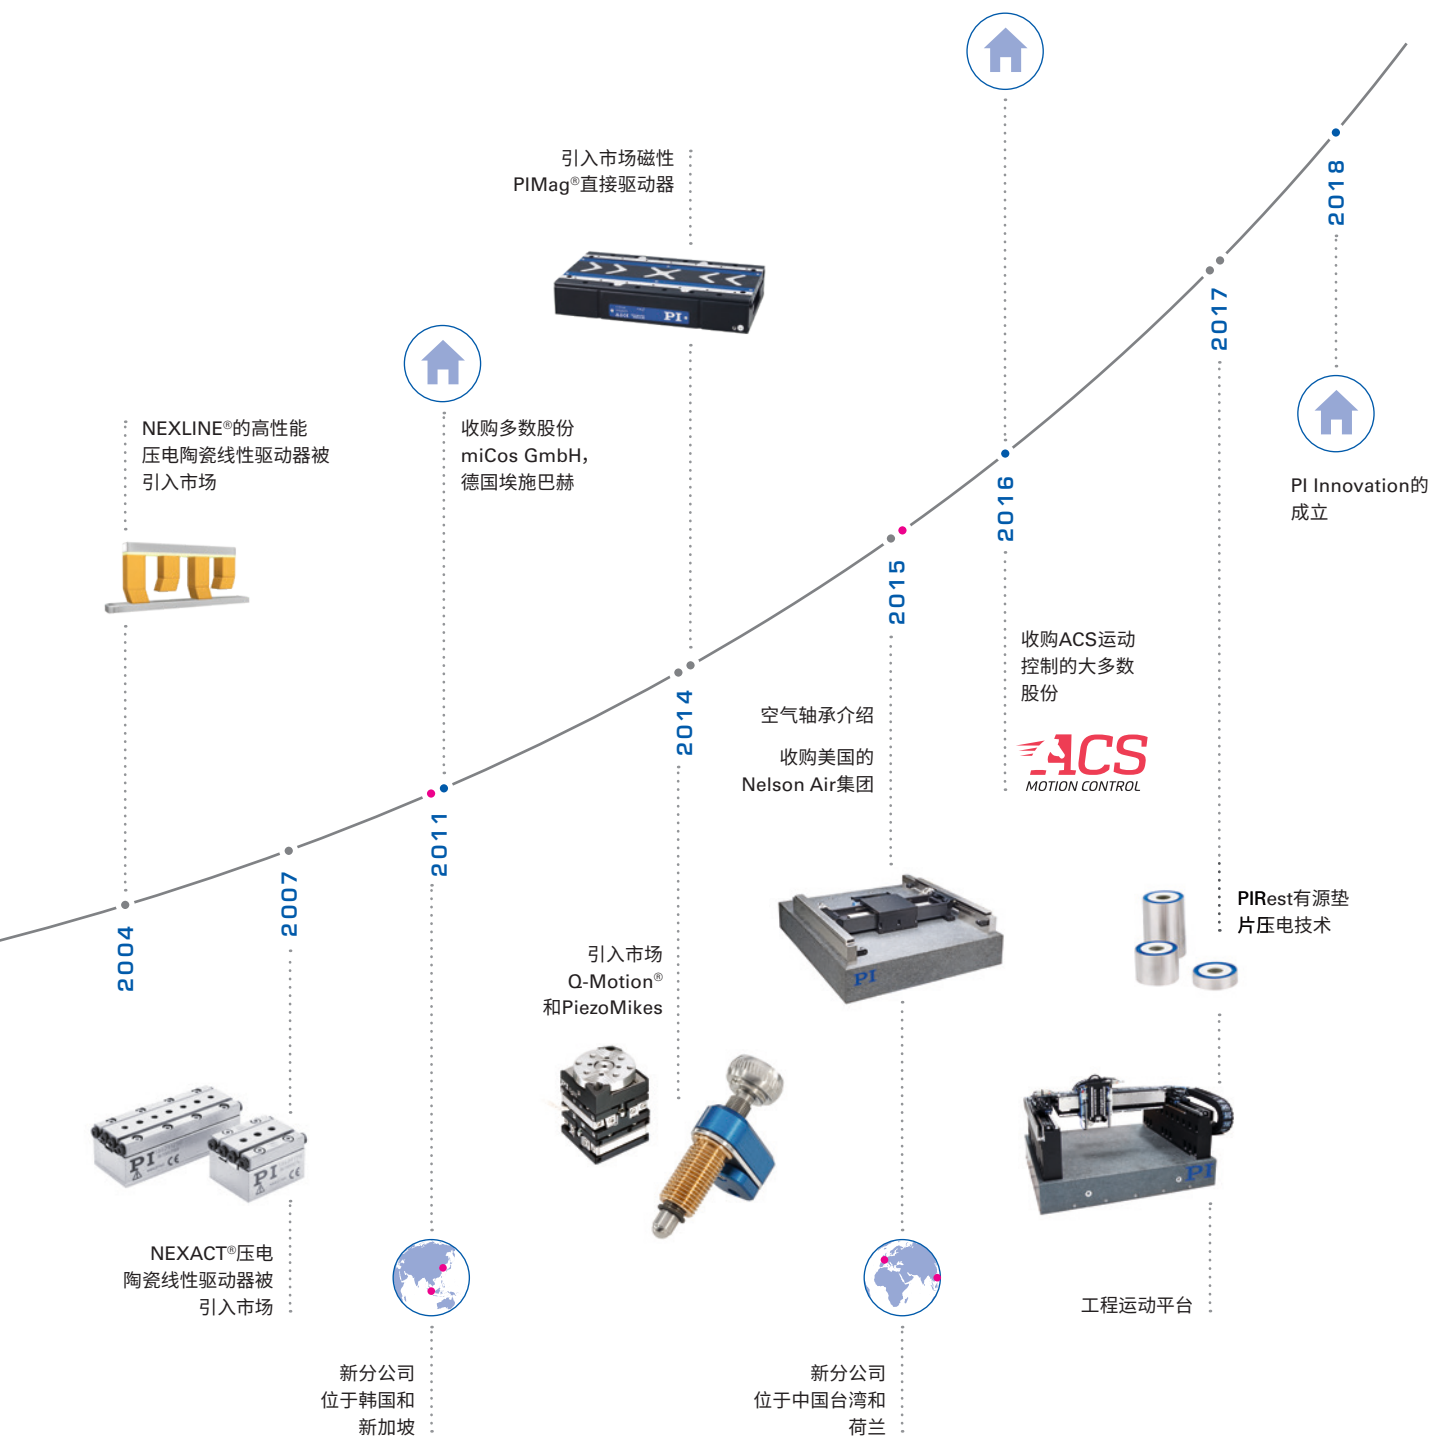 引入市场磁性
PIMag®直接驱动器
PI
NEXLINE®的高性能
压电陶瓷线性驱动器被
引入市场
收购多数股份
miCos GmbH,
德国埃施巴赫
2004
2007
2011
2014
2015
2016
2017
2018
PI Innovation的
成立
收购ACS运动
控制的大多数
股份
ACS
MOTION CONTROL
空气轴承介绍
收购美国的
Nelson Air集团
PI
PIRest有源垫
片压电技术
引入市场
Q-Motion®
和PiezoMikes
PI
CE
PI
CE
PI
NEXACT®压电
陶瓷线性驱动器被
引入市场
工程运动平台
新分公司
位于韩国和
新加坡
新分公司
位于中国台湾和
荷兰